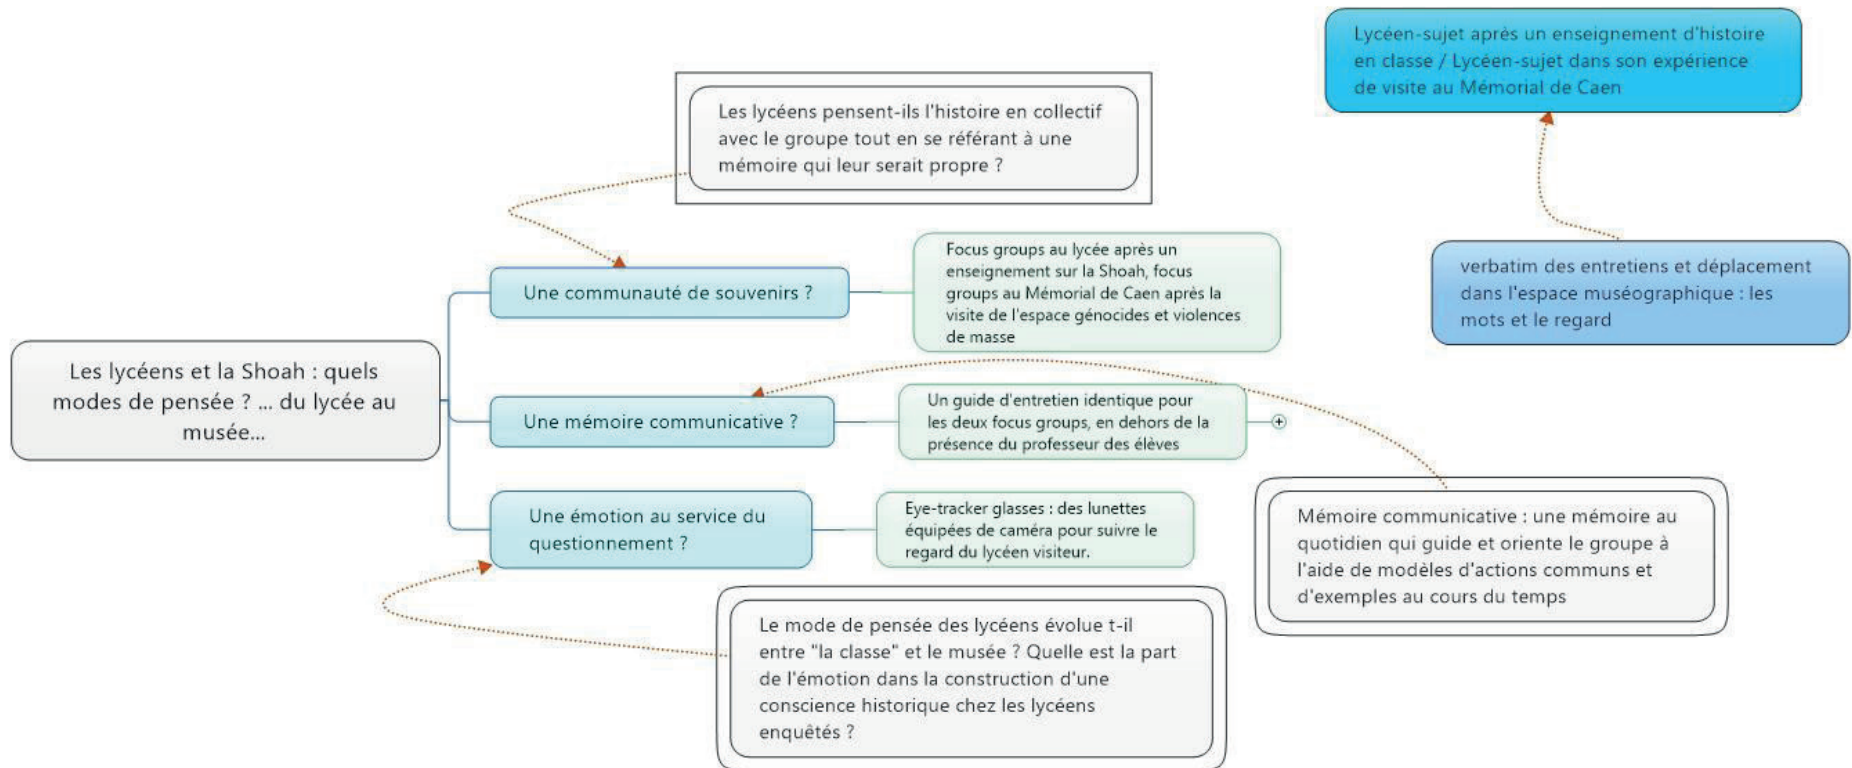 Lycéen-sujet après un enseignement d'histoire
en classe / Lycéen-sujet dans son expérience
de visite au Mémorial de Caen
Les lycéens pensent-ils l'histoire en collectif
avec le groupe tout en se référant à une
mémoire qui leur serait propre ?
verbatim des entretiens et déplacement
dans l'espace muséographique : les
mots et le regard
Les lycéens et la Shoah : quels
modes de pensée ? ... du lycée au
musée...
Une communauté de souvenirs ?
Focus groups au lycée après un
enseignement sur la Shoah, focus
groups au Mémorial de Caen après la
visite de l'espace génocides et violences
de masse
Une mémoire communicative ?
Un guide d'entretien identique pour
les deux focus groups, en dehors de la
présence du professeur des élèves
Une émotion au service du
questionnement ?
Eye-tracker glasses : des lunettes
équipées de caméra pour suivre le
regard du lycéen visiteur.
Mémoire communicative : une mémoire au
quotidien qui guide et oriente le groupe à
l'aide de modèles d'actions communs et
d'exemples au cours du temps
Le mode de pensée des lycéens évolue t-il
entre "la classe" et le musée ? Quelle est la part
de l'émotion dans la construction d'une
conscience historique chez les lycéens
enquêtés ?